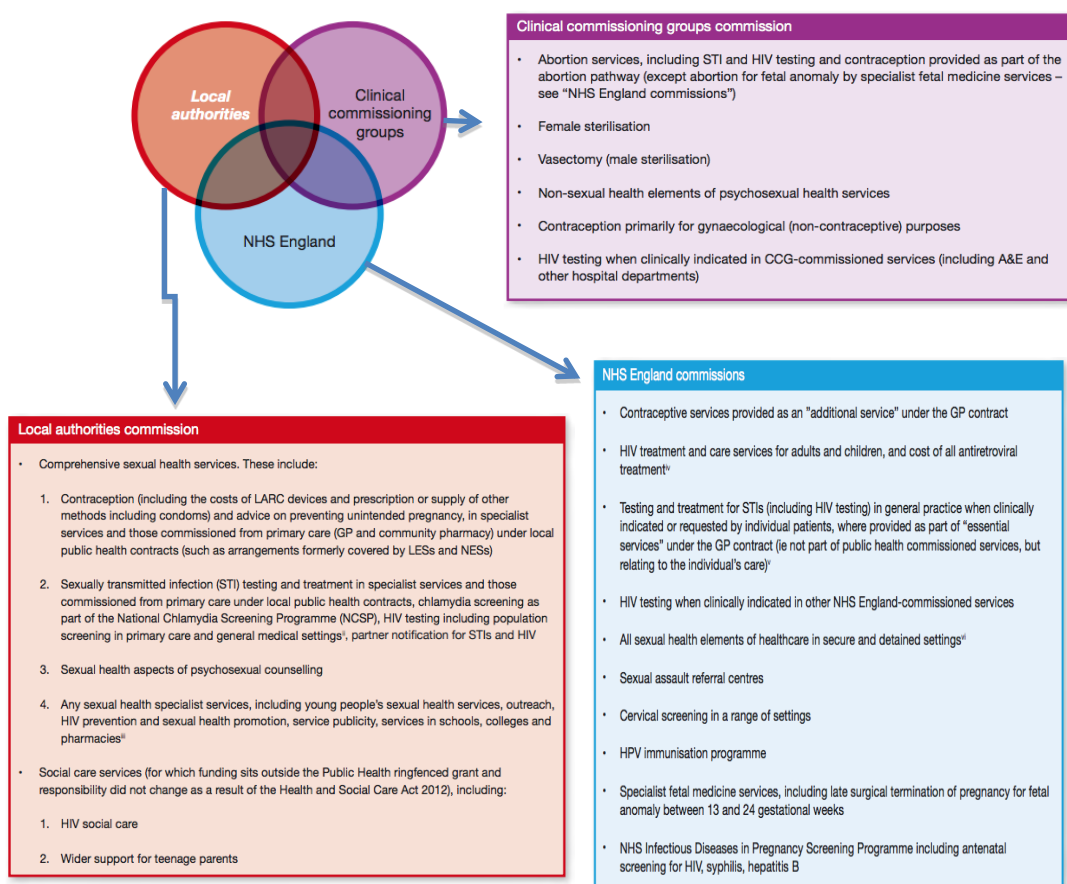 Local
authorities
Clinical
commissioning
groups
NHS England
Clinical commissioning groups commission
• Abortion services, including STI and HIV testing and contraception provided as part of the
abortion pathway (except abortion for fetal anomaly by specialist fetal medicine services –
see “NHS England commissions”)
• Female sterilisation
• Vasectomy (male sterilisation)
• Non-sexual health elements of psychosexual health services
• Contraception primarily for gynaecological (non-contraceptive) purposes
• HIV testing when clinically indicated in CCG-commissioned services (including A&E and
other hospital departments)
Local authorities commission
• Comprehensive sexual health services. These include:
1. Contraception (including the costs of LARC devices and prescription or supply of other
methods including condoms) and advice on preventing unintended pregnancy, in specialist
services and those commissioned from primary care (GP and community pharmacy) under local
public health contracts (such as arrangements formerly covered by LESs and NESs)
2. Sexually transmitted infection (STI) testing and treatment in specialist services and those
commissioned from primary care under local public health contracts, chlamydia screening as
part of the National Chlamydia Screening Programme (NCSP), HIV testing including population
screening in primary care and general medical settingsⁱⁱ, partner notification for STIs and HIV
3. Sexual health aspects of psychosexual counselling
4. Any sexual health specialist services, including young people’s sexual health services, outreach,
HIV prevention and sexual health promotion, service publicity, services in schools, colleges and
pharmaciesⁱⁱⁱ
• Social care services (for which funding sits outside the Public Health ringfenced grant and
responsibility did not change as a result of the Health and Social Care Act 2012), including:
1. HIV social care
2. Wider support for teenage parents
NHS England commissions
• Contraceptive services provided as an "additional service" under the GP contract
• HIV treatment and care services for adults and children, and cost of all antiretroviral
treatmentⁱᵛ
• Testing and treatment for STIs (including HIV testing) in general practice when clinically
indicated or requested by individual patients, where provided as part of “essential
services” under the GP contract (ie not part of public health commissioned services, but
relating to the individual’s care)ᵛ
• HIV testing when clinically indicated in other NHS England-commissioned services
• All sexual health elements of healthcare in secure and detained settingsᵛⁱ
• Sexual assault referral centres
• Cervical screening in a range of settings
• HPV immunisation programme
• Specialist fetal medicine services, including late surgical termination of pregnancy for fetal
anomaly between 13 and 24 gestational weeks
• NHS Infectious Diseases in Pregnancy Screening Programme including antenatal
screening for HIV, syphilis, hepatitis B